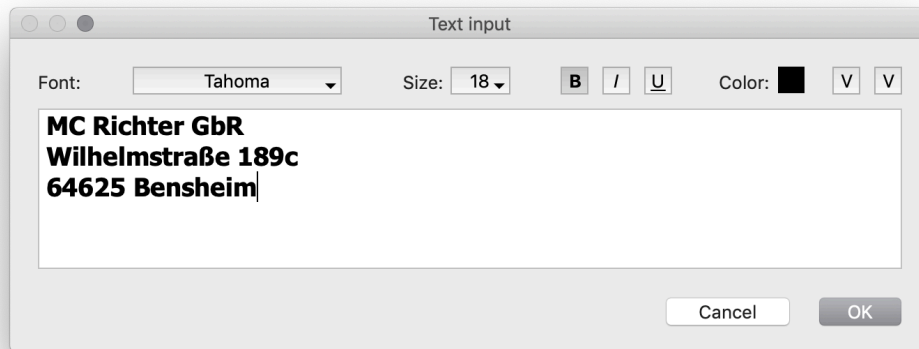 Text input
Font: Tahoma Size: 18 B I U Color: V V
MC Richter GbR
Wilhelmstraße 189c
64625 Bensheim
Cancel OK